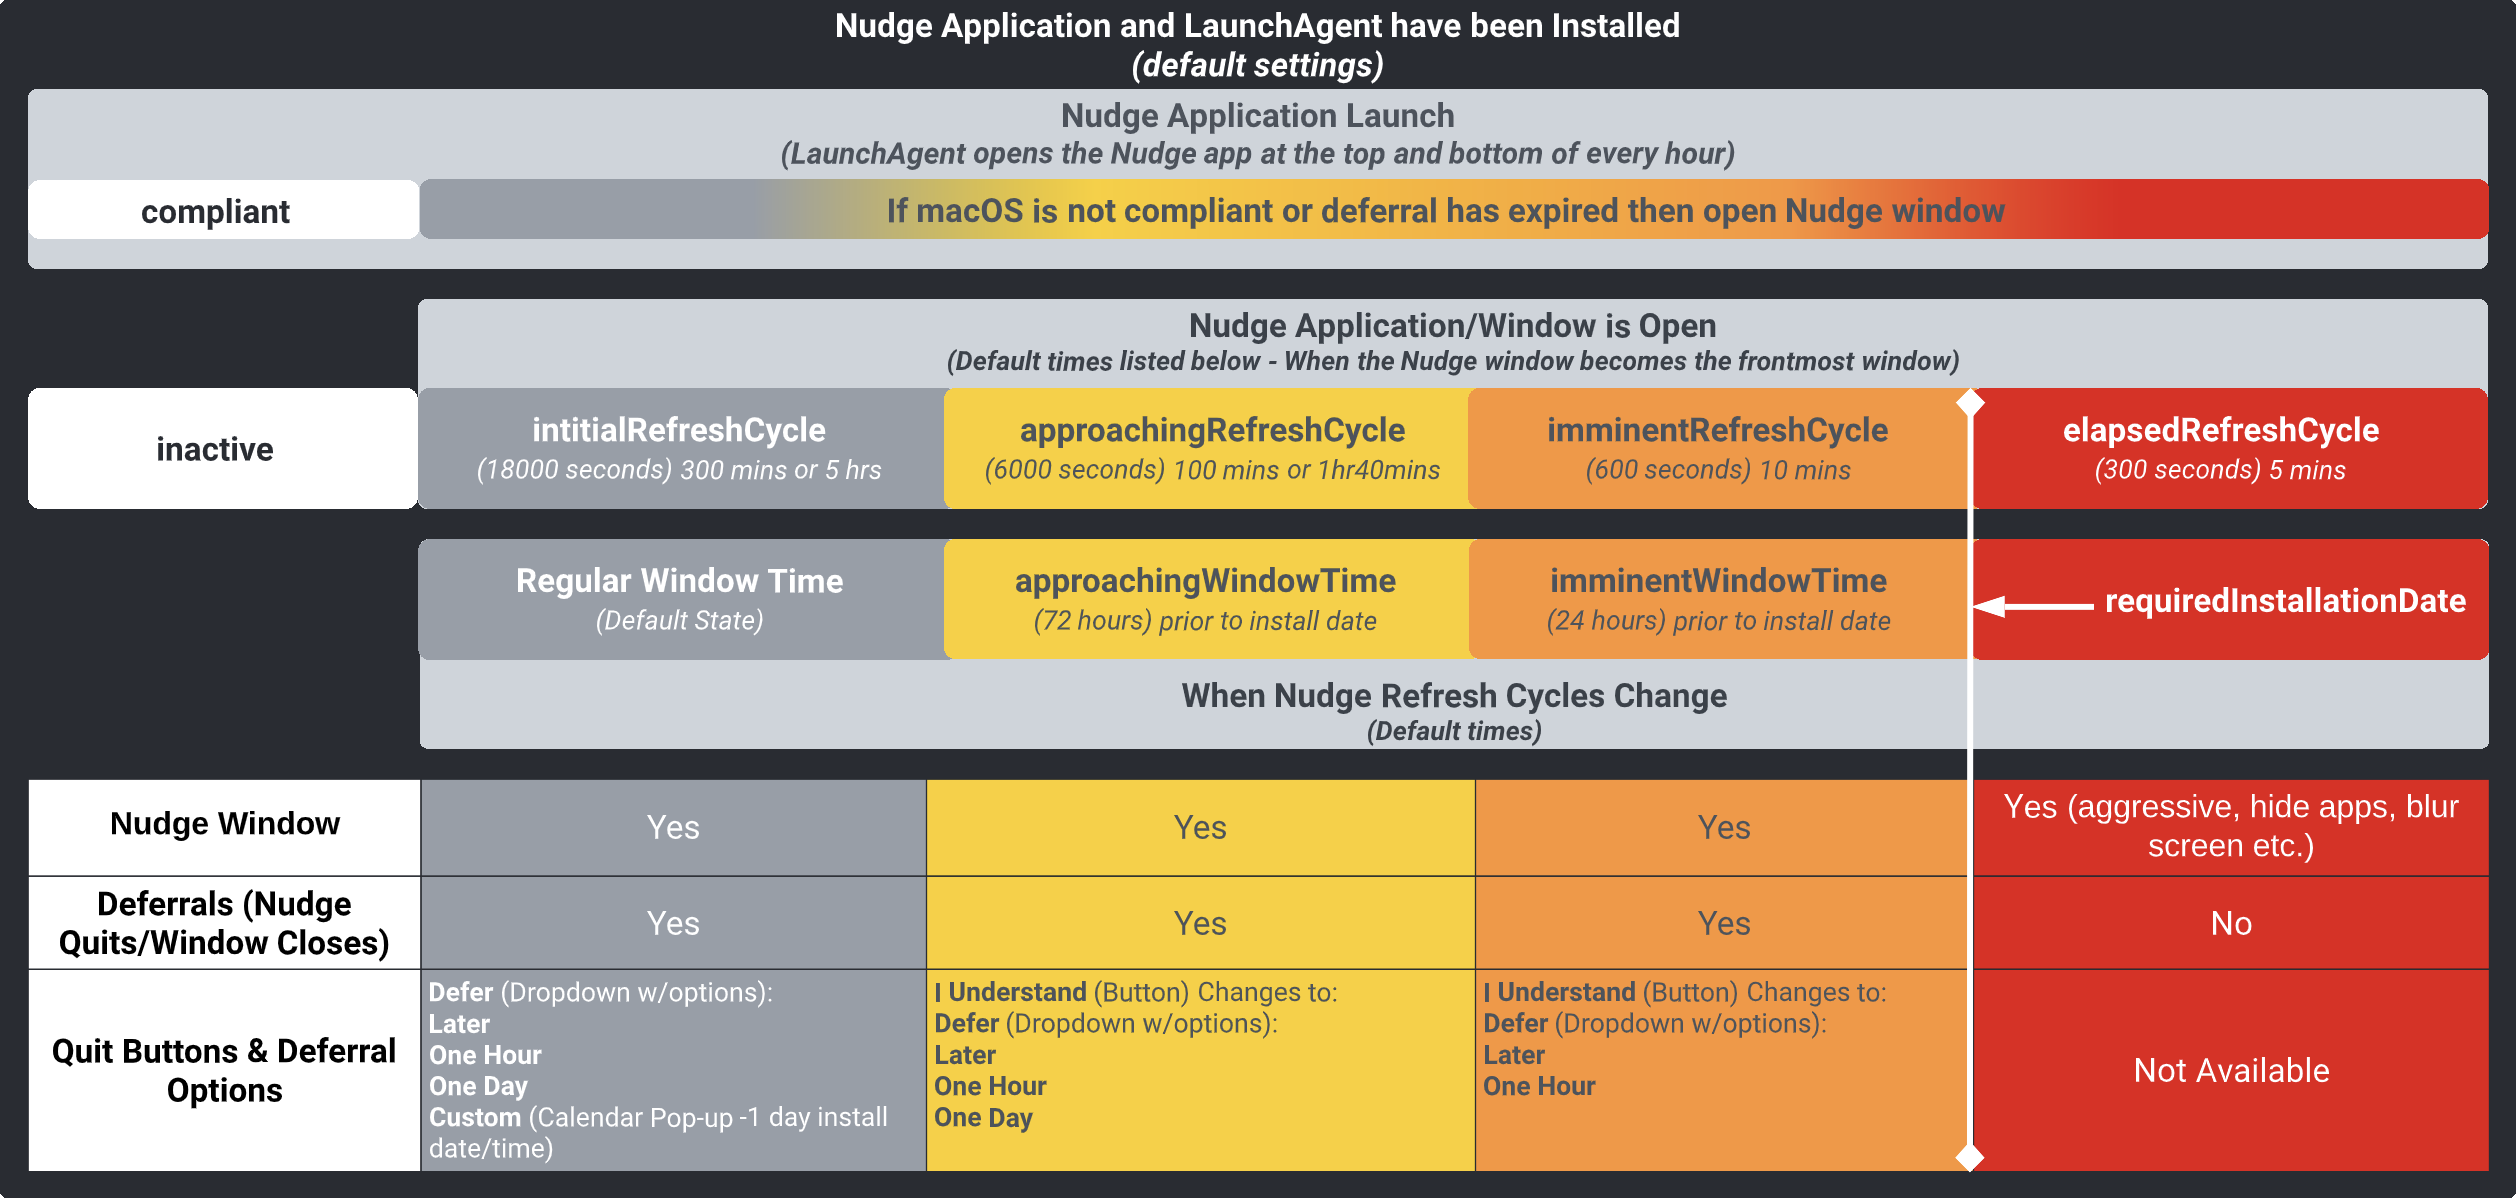 Nudge Application and LaunchAgent have been Installed
(default settings)
Nudge Application Launch
(LaunchAgent opens the Nudge app at the top and bottom of every hour)
compliant
If macOS is not compliant or deferral has expired then open Nudge window
Nudge Application/Window is Open
(Default times listed below - When the Nudge window becomes the frontmost window)
inactive
intitialRefreshCycle
(18000 seconds) 300 mins or 5 hrs
approachingRefreshCycle
(6000 seconds) 100 mins or 1hr40mins
imminentRefreshCycle
(600 seconds) 10 mins
elapsedRefreshCycle
(300 seconds) 5 mins
Regular Window Time
(Default State)
approachingWindowTime
(72 hours) prior to install date
imminentWindowTime
(24 hours) prior to install date
requiredInstallationDate
When Nudge Refresh Cycles Change
(Default times)
Nudge Window
Yes
Yes
Yes
Yes (aggressive, hide apps, blur
screen etc.)
Deferrals (Nudge
Quits/Window Closes)
Yes
Yes
Yes
No
Quit Buttons & Deferral
Options
Defer (Dropdown w/options):
Later
One Hour
One Day
Custom (Calendar Pop-up -1 day install
date/time)
I Understand (Button) Changes to:
Defer (Dropdown w/options):
Later
One Hour
One Day
I Understand (Button) Changes to:
Defer (Dropdown w/options):
Later
One Hour
Not Available